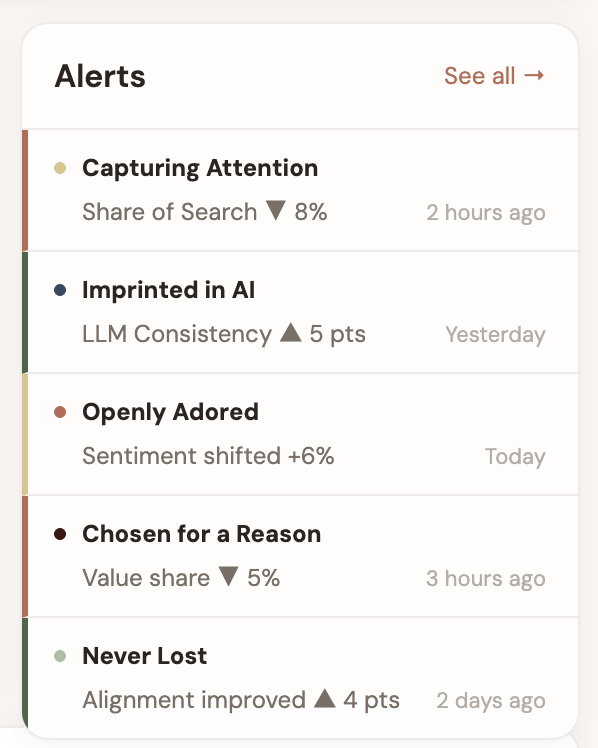 Alerts
See all →
Capturing Attention
Share of Search ▼ 8%
2 hours ago
Imprinted in AI
LLM Consistency ▲ 5 pts
Yesterday
Openly Adored
Sentiment shifted +6%
Today
Chosen for a Reason
Value share ▼ 5%
3 hours ago
Never Lost
Alignment improved ▲ 4 pts
2 days ago